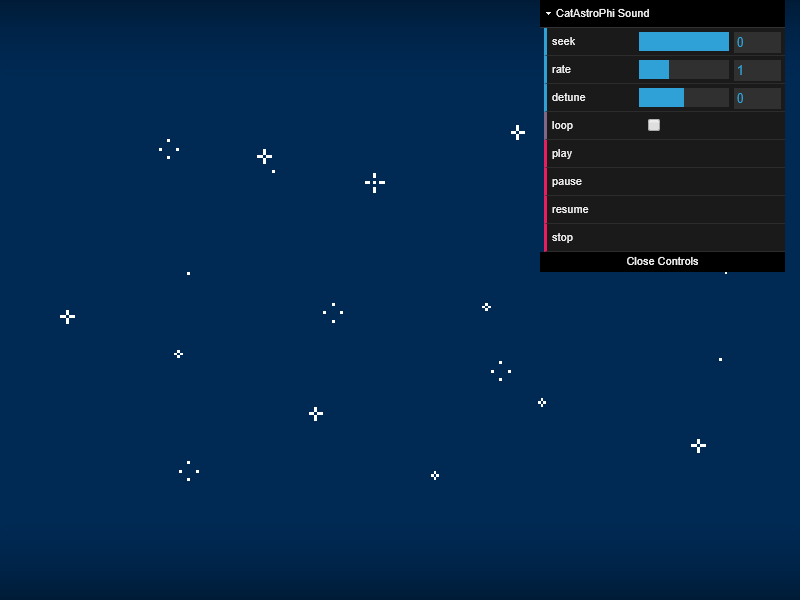 CatAstroPhi Sound
seek 0
rate 1
detune 0
loop
play
pause
resume
stop
Close Controls